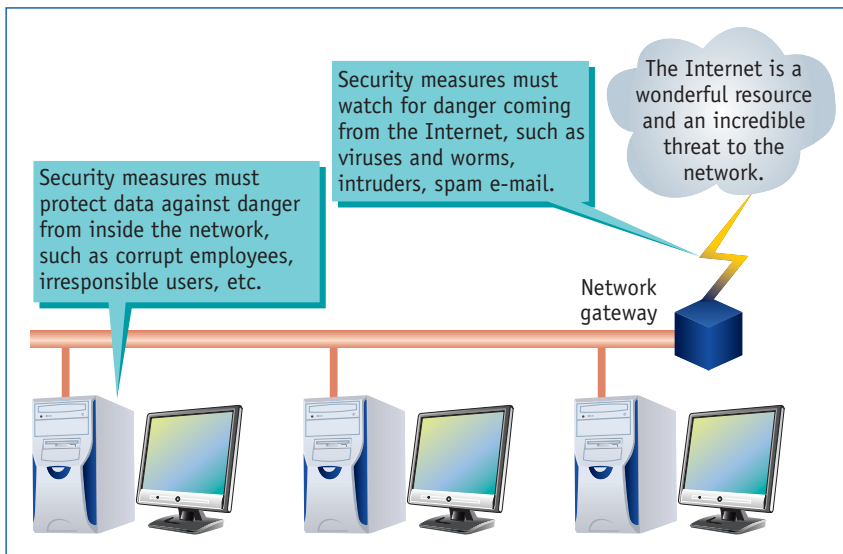 Security measures must
protect data against danger
from inside the network,
such as corrupt employees,
irresponsible users, etc.
Security measures must
watch for danger coming
from the Internet, such as
viruses and worms,
intruders, spam e-mail.
The Internet is a
wonderful resource
and an incredible
threat to the
network.
Network
gateway